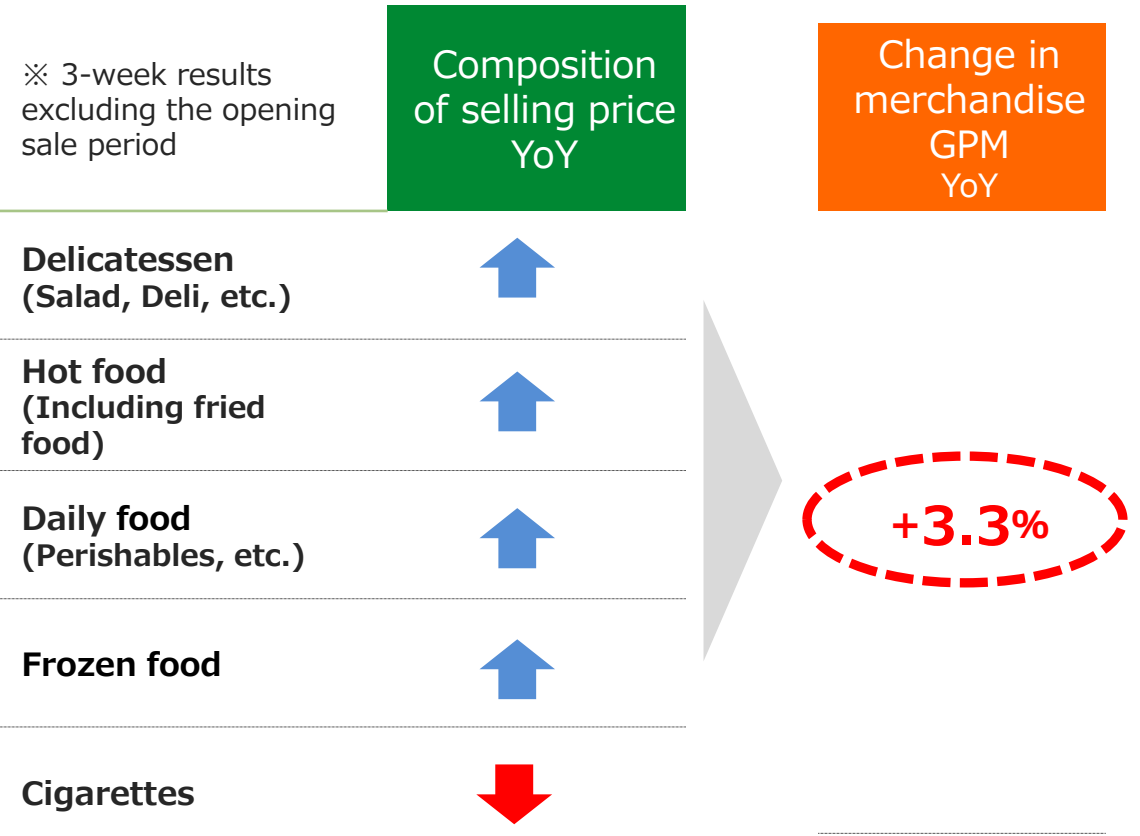 ※ 3-week results
excluding the opening
sale period
Composition
of selling price
YoY
Change in
merchandise
GPM
YoY
Delicatessen
(Salad, Deli, etc.)
Hot food
(Including fried
food)
Daily food
(Perishables, etc.)
+3.3%
Frozen food
Cigarettes